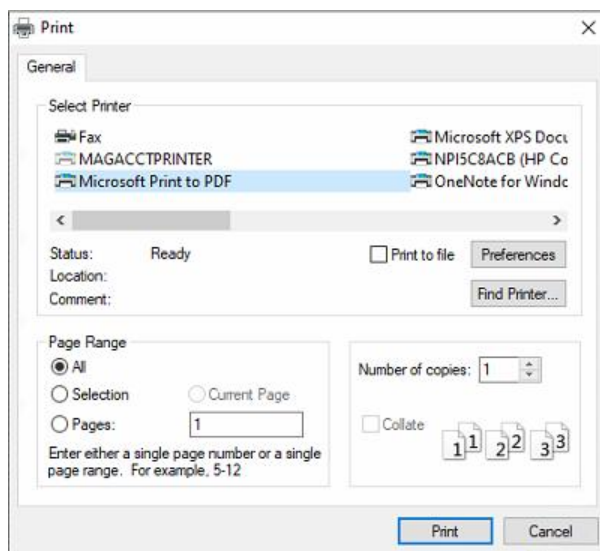 Print
General
Select Printer
Fax
MAGACCTPRINTER
Microsoft Print to PDF
Microsoft XPS Docu
NPI5C8ACB (HP Co
OneNote for Windo
Status: Ready
Location:
Comment:
Print to file
Preferences
Find Printer...
Page Range
All
Selection
Current Page
Pages: 1
Enter either a single page number or a single
page range. For example, 5-12
Number of copies: 1
Collate
1 1 2 2 3 3
Print
Cancel